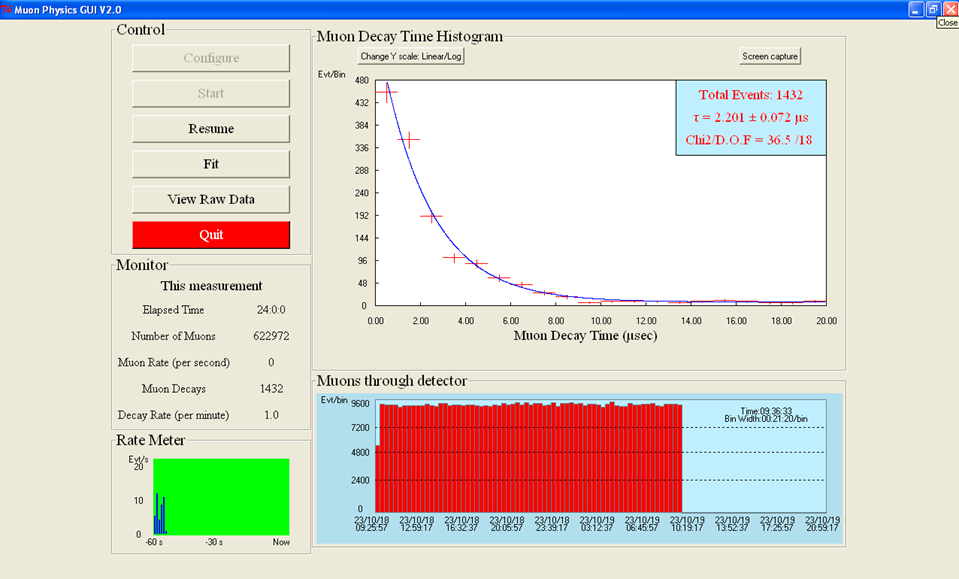 Muon Physics GUI V2.0
Close
Control
Configure
Start
Resume
Fit
View Raw Data
Quit
Monitor
This measurement
Elapsed Time 24:0:0
Number of Muons 622972
Muon Rate (per second) 0
Muon Decays 1432
Decay Rate (per minute) 1.0
Rate Meter
Evt/s
20
10
0
-60 s -30 s Now
Muon Decay Time Histogram
Change Y scale: Linear/Log Screen capture
Evt/Bin
480
432
384
336
288
240
192
144
96
48
0
Total Events: 1432
τ = 2.201 ± 0.072 μs
Chi2/D.O.F = 36.5 /18
0.00 2.00 4.00 6.00 8.00 10.00 12.00 14.00 16.00 18.00 20.00
Muon Decay Time (μsec)
Muons through detector
Evt/bin 9600
7200
4800
2400
0
Time:09:36:33
Bin Width:00:21:20/bin
23/10/18 23/10/18 23/10/18 23/10/18 23/10/18 23/10/19 23/10/19 23/10/19 23/10/19 23/10/19 23/10/19
09:25:57 12:59:17 16:32:37 20:05:57 23:39:17 03:12:37 06:45:57 10:19:17 13:52:37 17:25:57 20:59:17